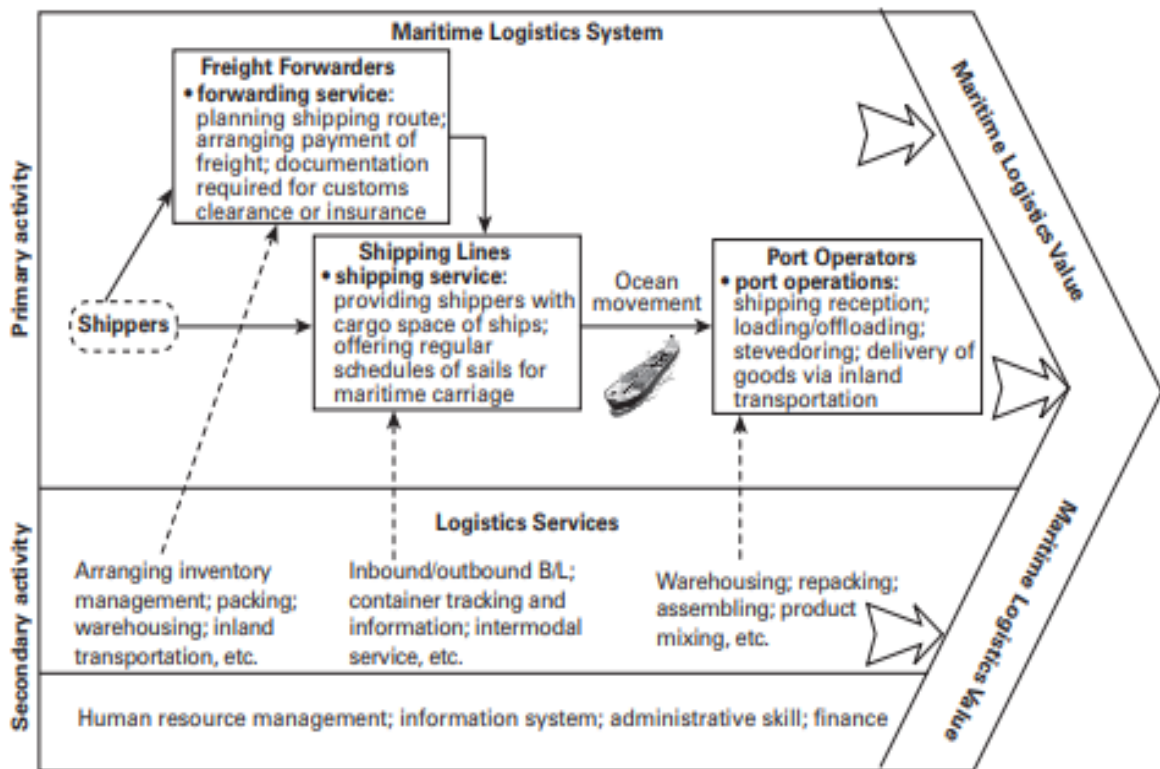 Maritime Logistics System
Freight Forwarders
• forwarding service:
planning shipping route;
arranging payment of
freight; documentation
required for customs
clearance or insurance
Shippers
Shipping Lines
• shipping service:
providing shippers with
cargo space of ships;
offering regular
schedules of sails for
maritime carriage
Ocean
movement
Port Operators
• port operations:
shipping reception;
loading/offloading;
stevedoring; delivery of
goods via inland
transportation
Primary activity
Maritime Logistics Value
Logistics Services
Arranging inventory
management; packing;
warehousing; inland
transportation, etc.
Inbound/outbound B/L;
container tracking and
information; intermodal
service, etc.
Warehousing; repacking;
assembling; product
mixing, etc.
Human resource management; information system; administrative skill; finance
Secondary activity
Maritime Logistics Value